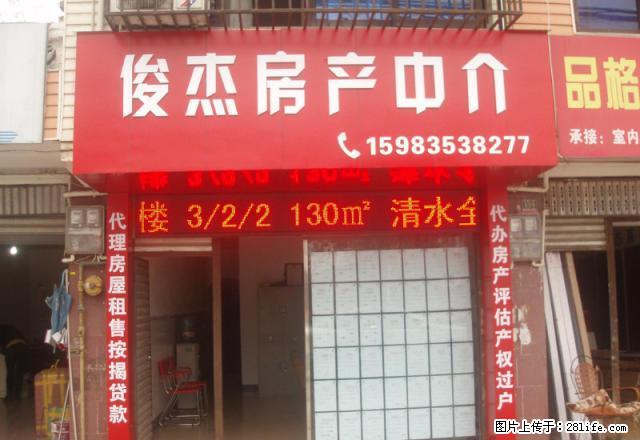 俊杰房产中介
15983538277
品格
承接：室内
楼 3/2/2 130㎡ 清水全
代理房屋租售按揭贷款
代办房产评估产权过户
图片上传于：281life.com